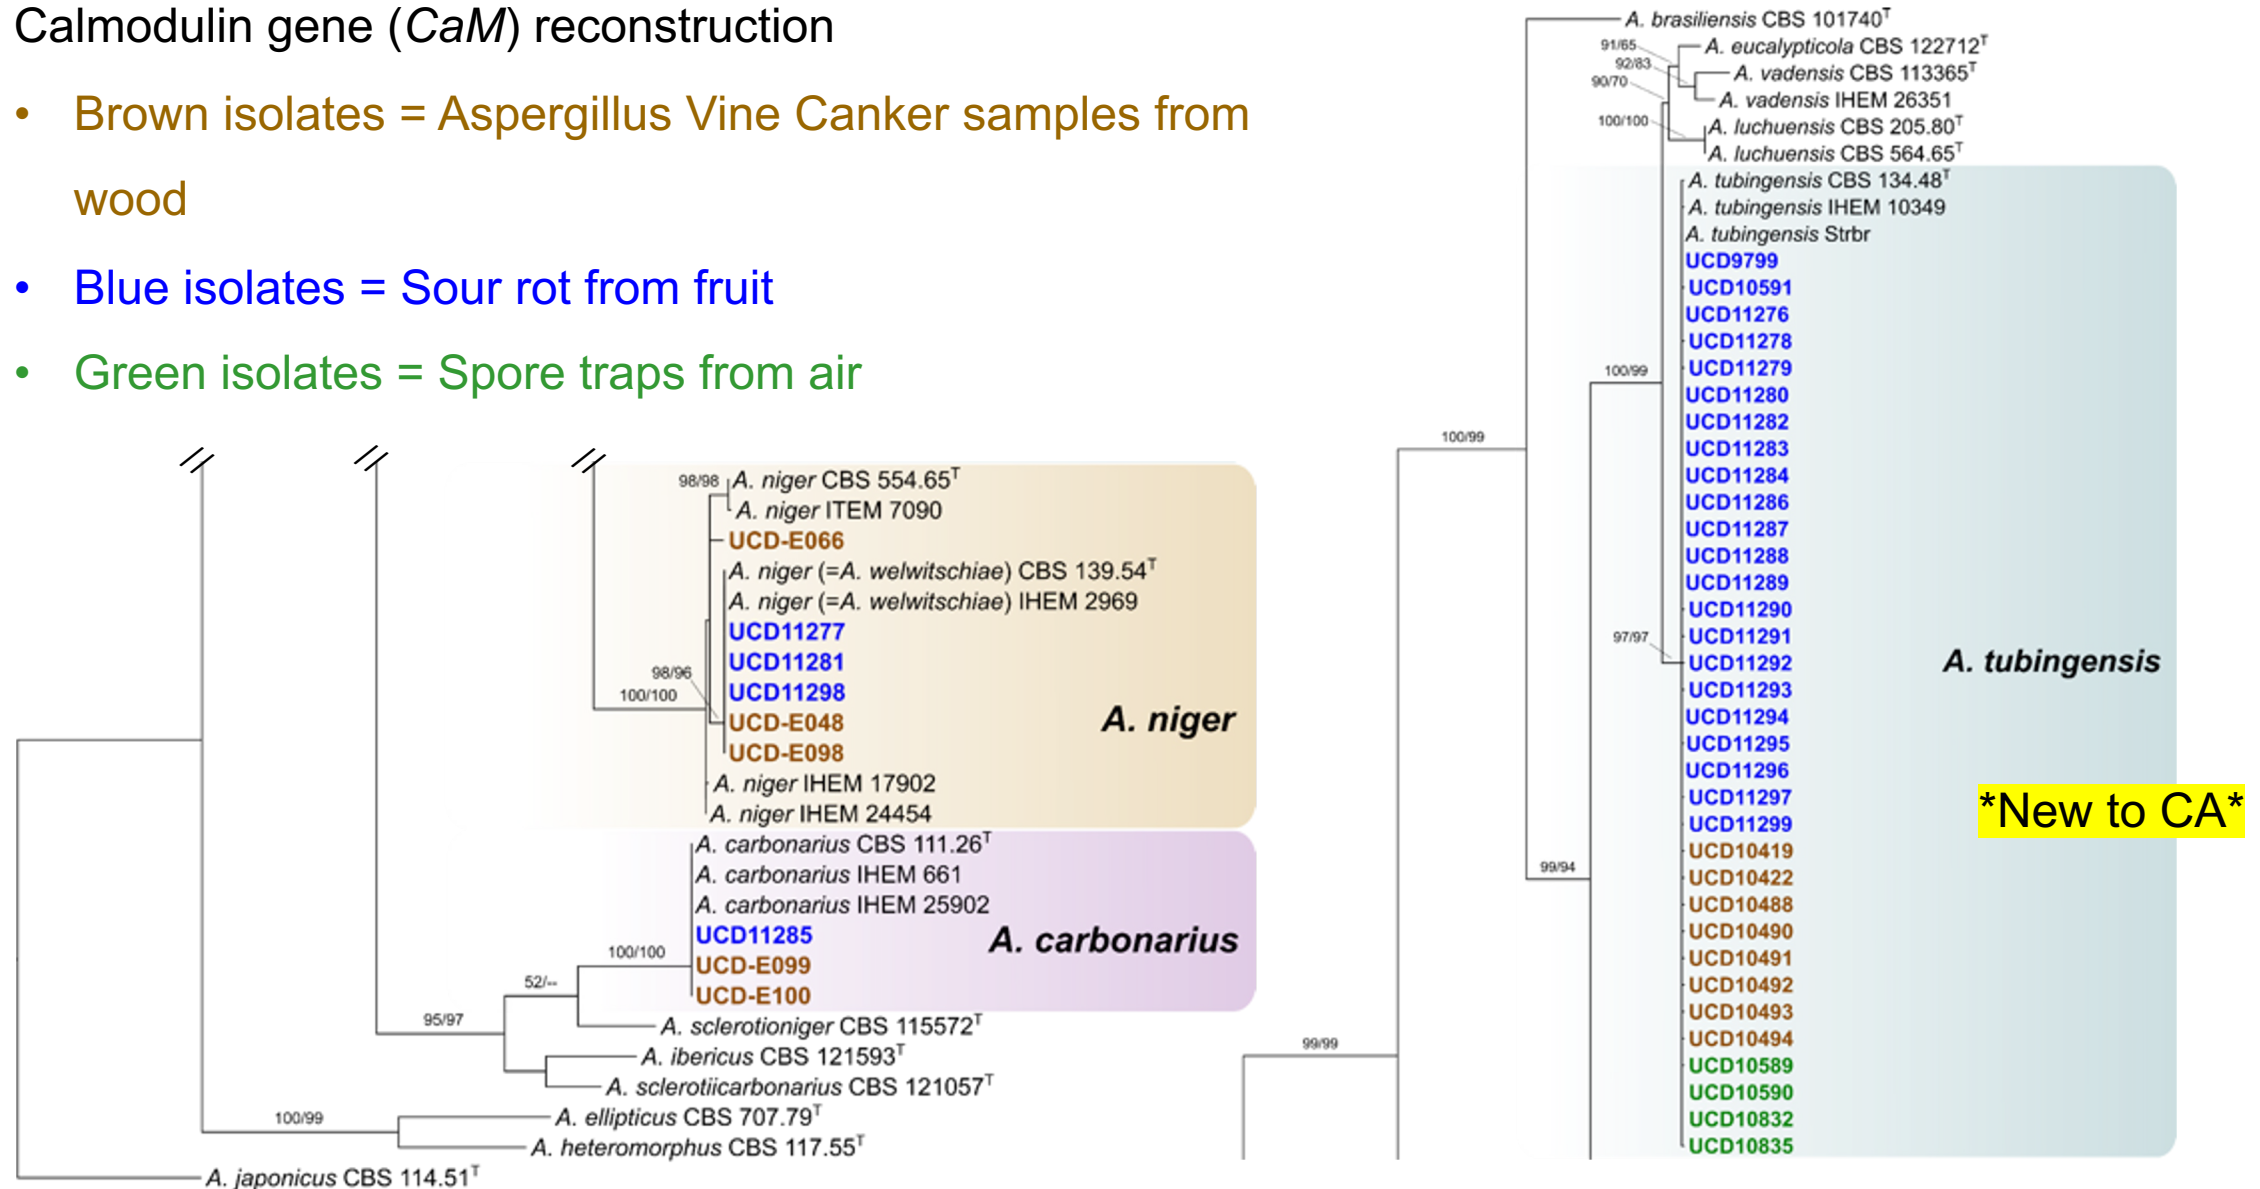 Calmodulin gene (CaM) reconstruction
• Brown isolates = Aspergillus Vine Canker samples from
wood
• Blue isolates = Sour rot from fruit
• Green isolates = Spore traps from air
98/98
A. niger CBS 554.65T
A. niger ITEM 7090
UCD-E066
A. niger (=A. welwitschiae) CBS 139.54T
A. niger (=A. welwitschiae) IHEM 2969
UCD11277
UCD11281
98/96
100/100
UCD11298
UCD-E048
A. niger
UCD-E098
A. niger IHEM 17902
A. niger IHEM 24454
A. carbonarius CBS 111.26T
A. carbonarius IHEM 661
A. carbonarius IHEM 25902
UCD11285
A. carbonarius
100/100
UCD-E099
52/--
UCD-E100
95/97
A. sclerotioniger CBS 115572T
A. ibericus CBS 121593T
A. sclerotiicarbonarius CBS 121057T
100/99
A. ellipticus CBS 707.79T
A. heteromorphus CBS 117.55T
A. japonicus CBS 114.51T
A. brasiliensis CBS 101740T
91/65
A. eucalypticola CBS 122712T
92/83
A. vadensis CBS 113365T
90/70
A. vadensis IHEM 26351
100/100
A. luchuensis CBS 205.80T
A. luchuensis CBS 564.65T
A. tubingensis CBS 134.48T
A. tubingensis IHEM 10349
A. tubingensis Strbr
UCD9799
UCD10591
UCD11276
UCD11278
100/99
UCD11279
UCD11280
UCD11282
100/99
UCD11283
UCD11284
UCD11286
UCD11287
UCD11288
UCD11289
UCD11290
97/97
UCD11291
UCD11292
A. tubingensis
UCD11293
UCD11294
UCD11295
UCD11296
UCD11297
*New to CA*
UCD11299
UCD10419
99/94
UCD10422
UCD10488
UCD10490
UCD10491
UCD10492
UCD10493
UCD10494
99/99
UCD10589
UCD10590
UCD10832
UCD10835